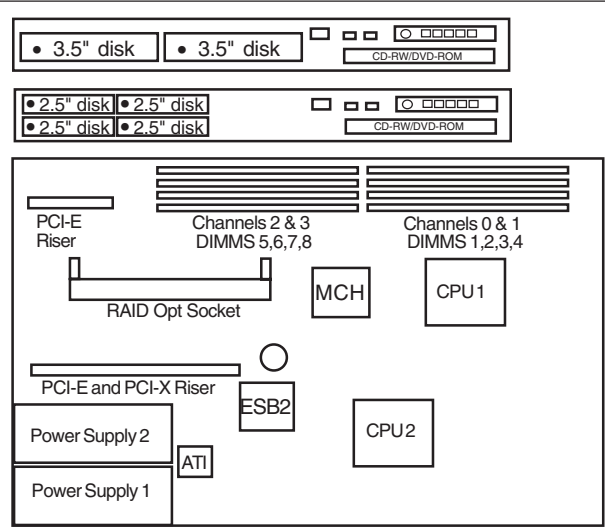 • 3.5" disk • 3.5" disk
CD-RW/DVD-ROM
• 2.5" disk • 2.5" disk
• 2.5" disk • 2.5" disk
CD-RW/DVD-ROM
PCI-E
Riser
Channels 2 & 3
DIMMS 5,6,7,8
Channels 0 & 1
DIMMS 1,2,3,4
RAID Opt Socket
MCH
CPU1
PCI-E and PCI-X Riser
ESB2
CPU2
Power Supply 2
ATI
Power Supply 1